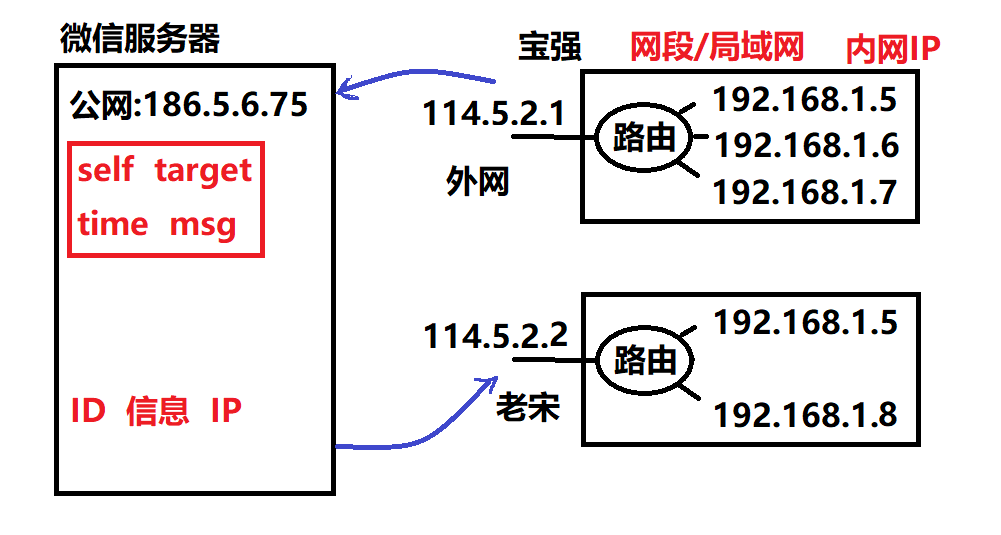 微信服务器
公网:186.5.6.75
self target
time msg
ID 信息 IP
宝强 网段/局域网 内网IP
114.5.2.1
外网
路由
192.168.1.5
192.168.1.6
192.168.1.7
114.5.2.2
老宋
路由
192.168.1.5
192.168.1.8